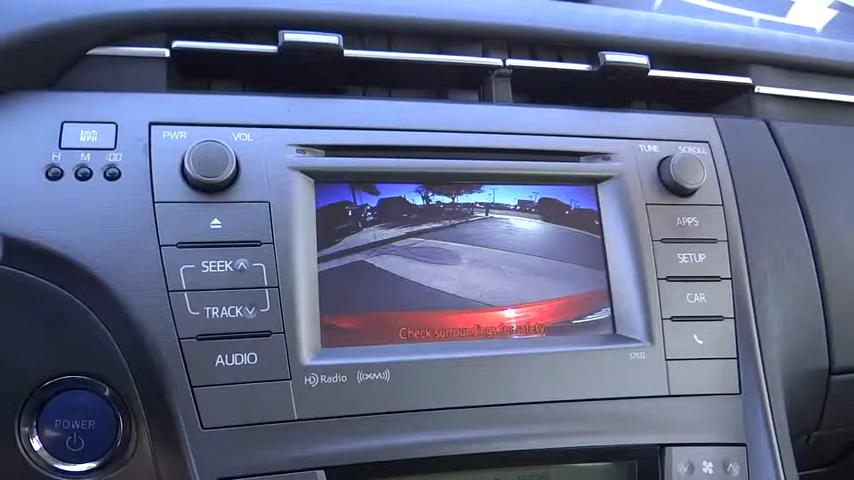 km/h
MPH
H M :00
PWR VOL
SEEK
TRACK
AUDIO
TUNE SCROLL
APPS
SETUP
CAR
Check surroundings for safety
HD Radio ((XM))
57032
POWER